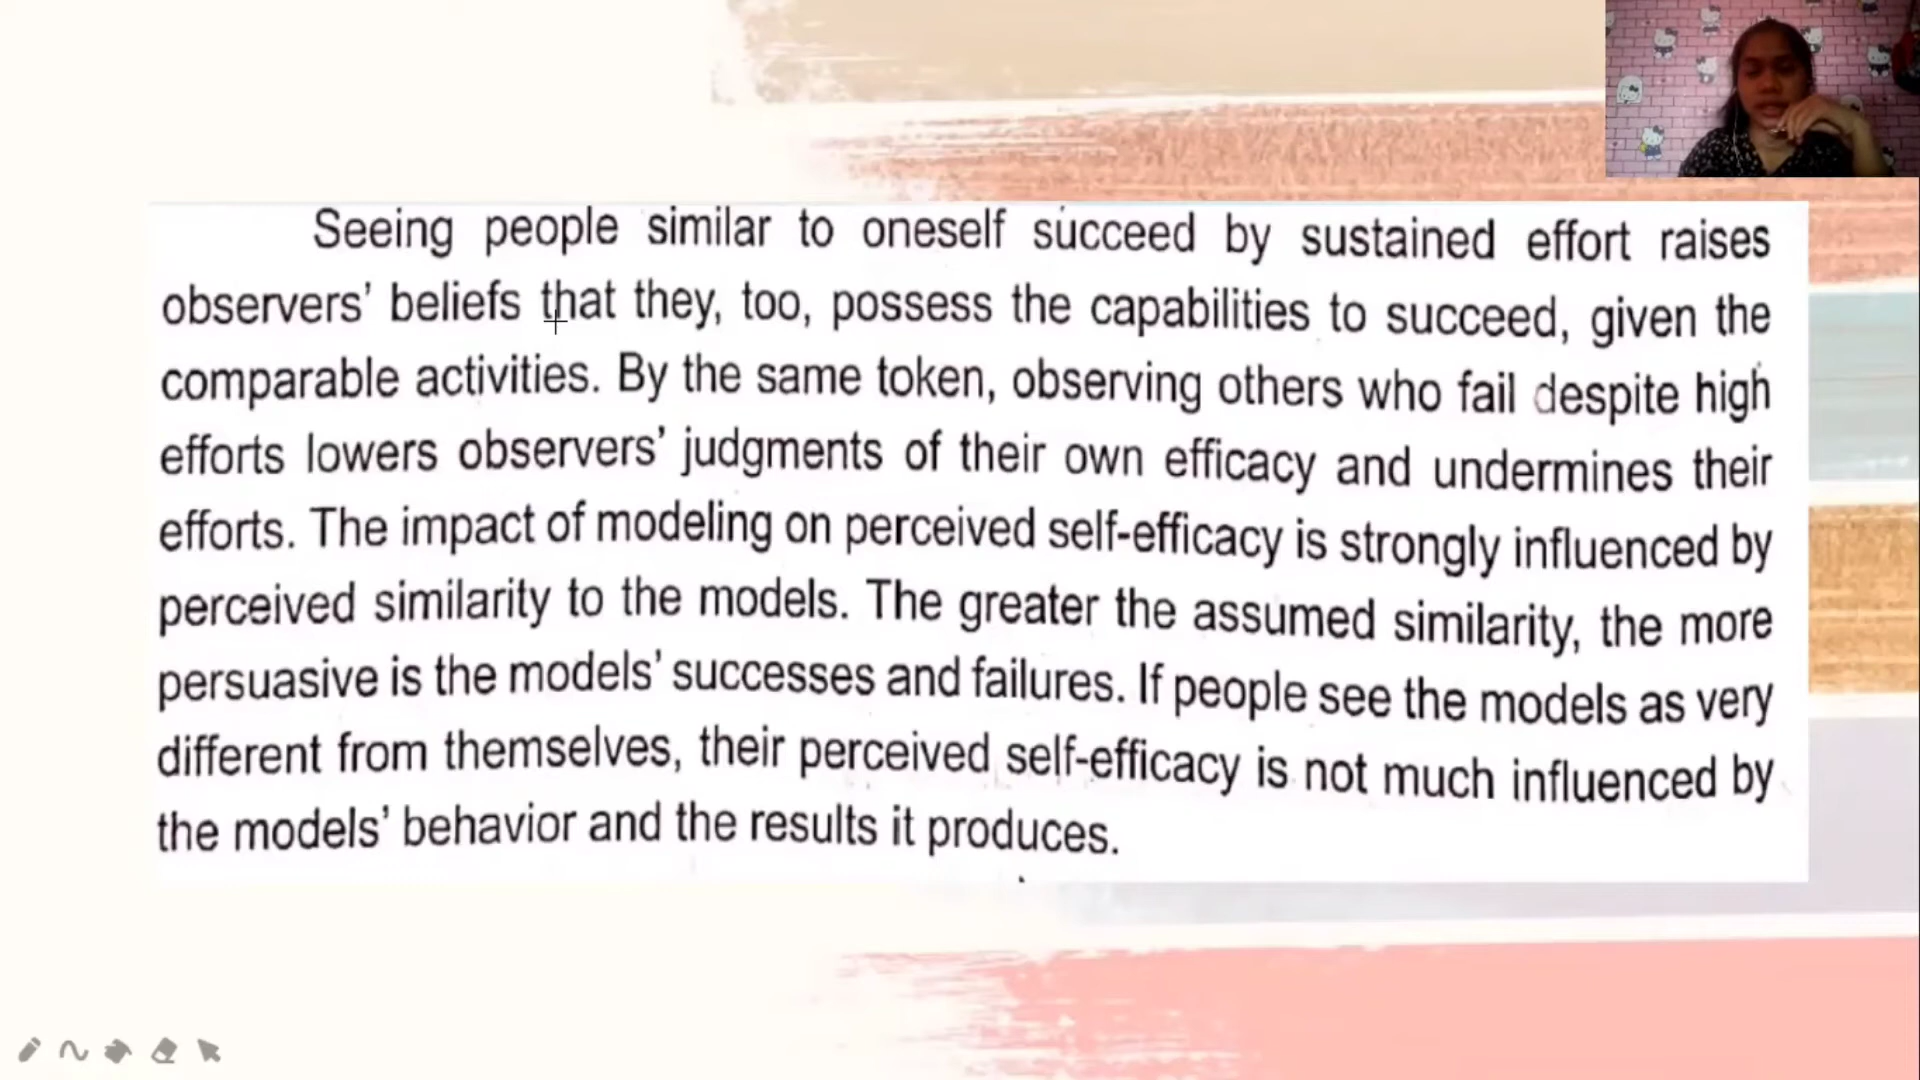 Seeing people similar to oneself succeed by sustained effort raises
observers' beliefs that they, too, possess the capabilities to succeed, given the
comparable activities. By the same token, observing others who fail despite high
efforts lowers observers' judgments of their own efficacy and undermines their
efforts. The impact of modeling on perceived self-efficacy is strongly influenced by
perceived similarity to the models. The greater the assumed similarity, the more
persuasive is the models' successes and failures. If people see the models as very
different from themselves, their perceived self-efficacy is not much influenced by
the models' behavior and the results it produces.